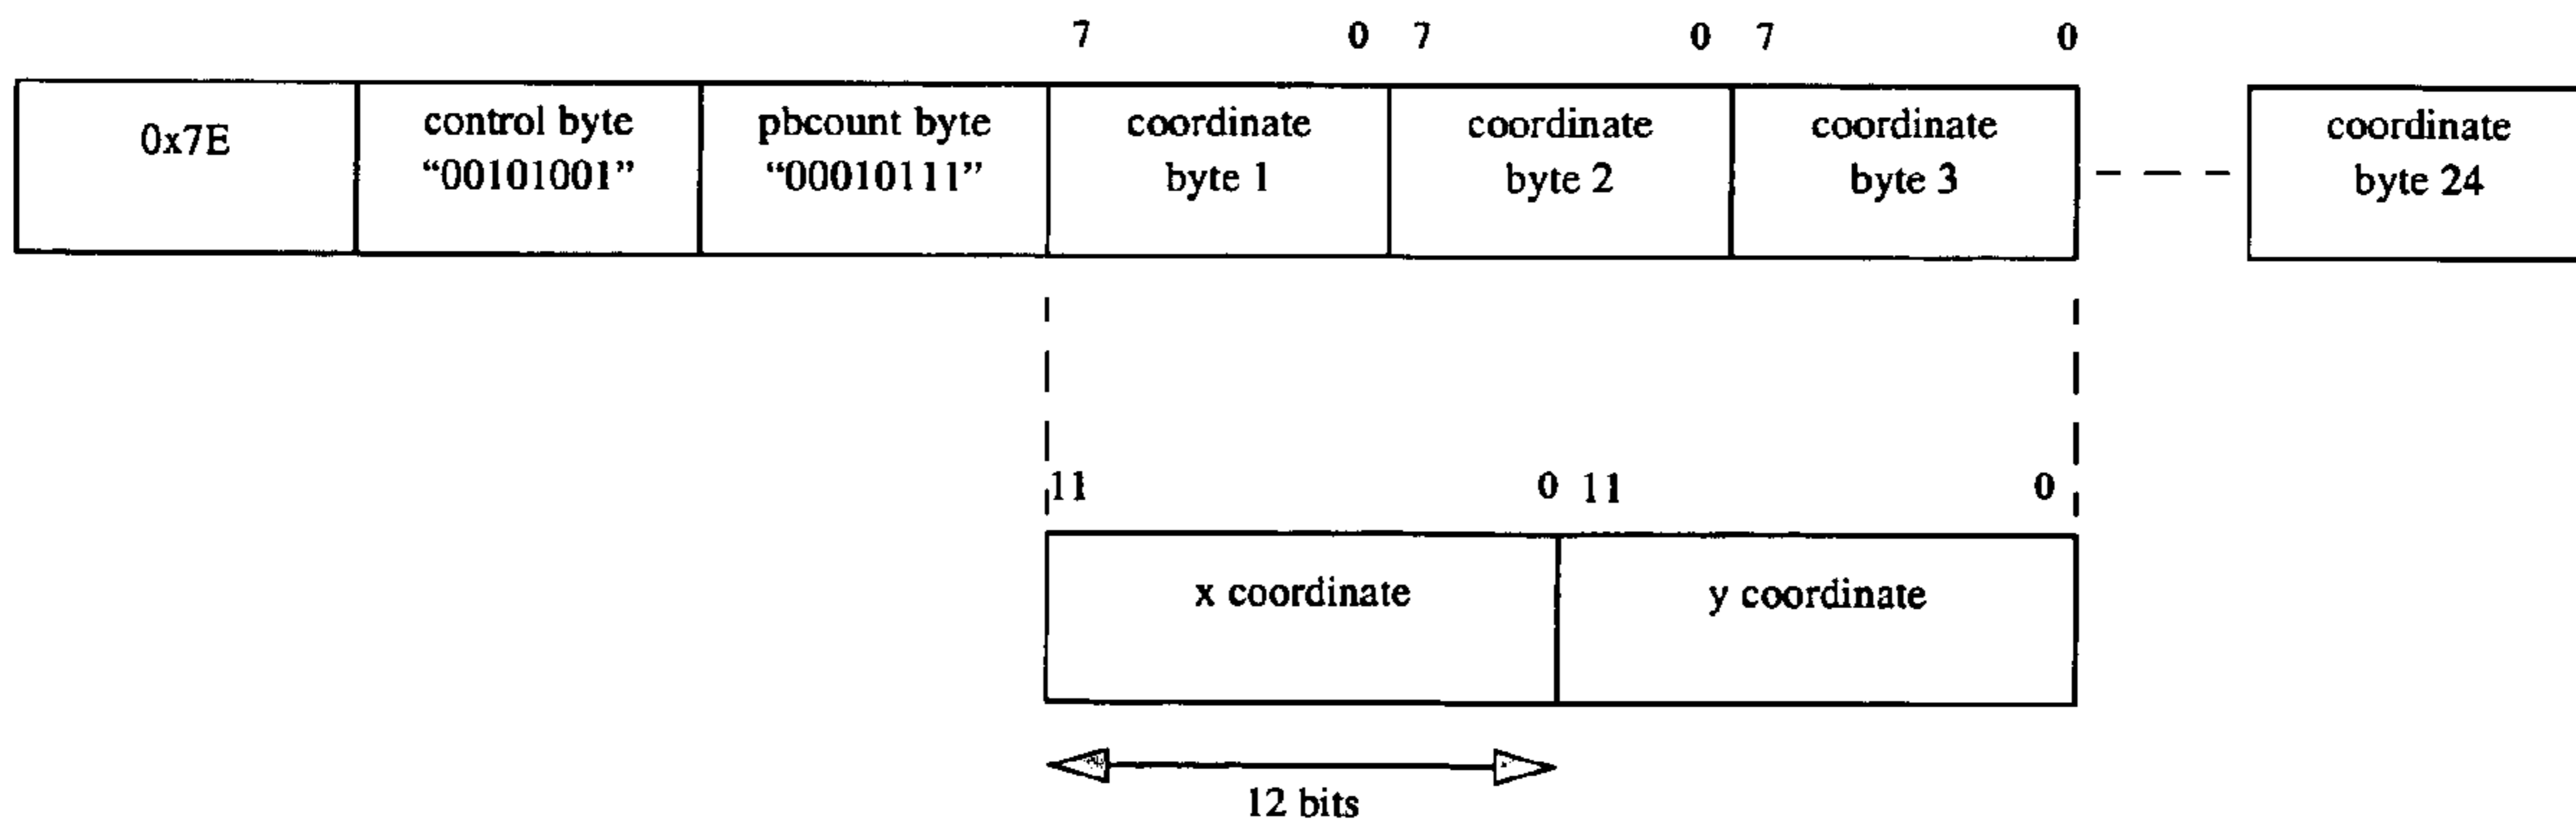 7 0 7 0 7 0
0x7E
control byte
“00101001”
pbcount byte
“00010111”
coordinate
byte 1
coordinate
byte 2
coordinate
byte 3
coordinate
byte 24
11 0 11 0
x coordinate
y coordinate
12 bits